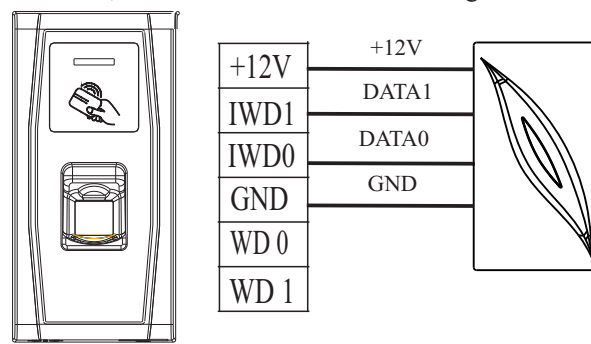 +12V
IWD1
IWD0
GND
WD 0
WD 1
+12V
DATA1
DATA0
GND